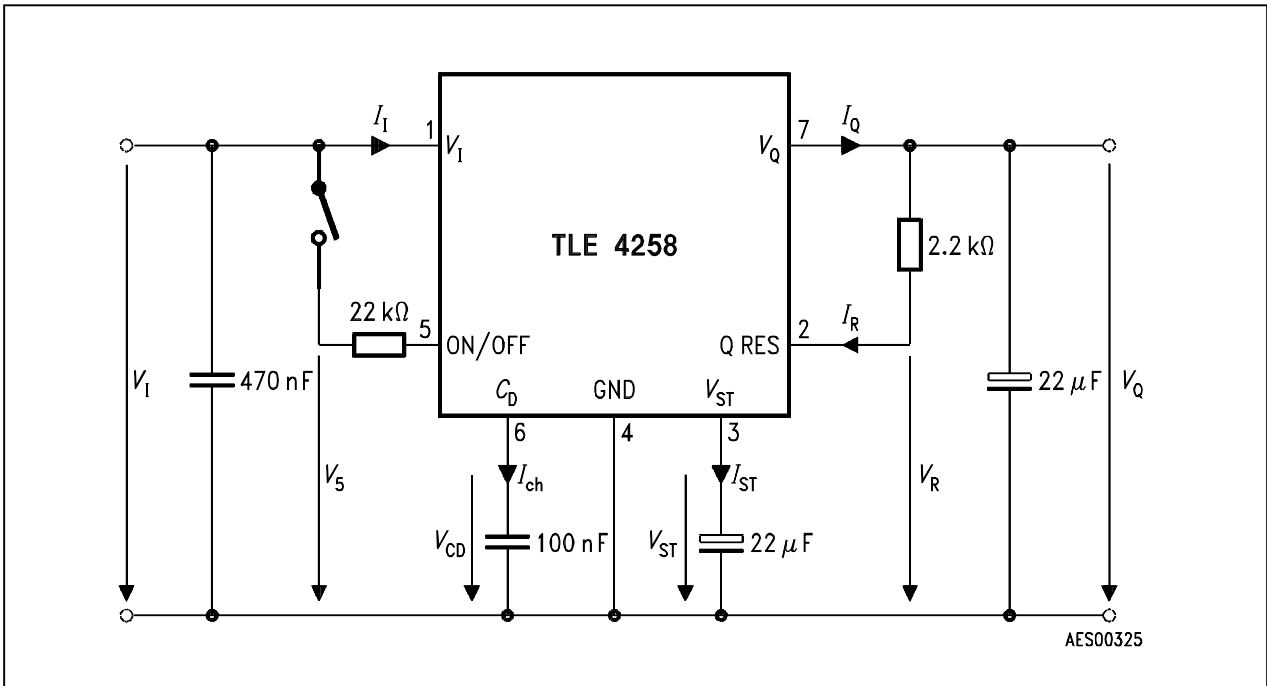 I_I
I_Q
1
V_I
V_Q
7
TLE 4258
2.2 kΩ
22 kΩ
5
ON/OFF
Q RES
2
I_R
V_I
470 nF
C_D
GND
V_ST
22 μF
V_Q
6
4
3
V_5
I_ch
I_ST
V_R
V_CD
100 nF
V_ST
22 μF
AES00325